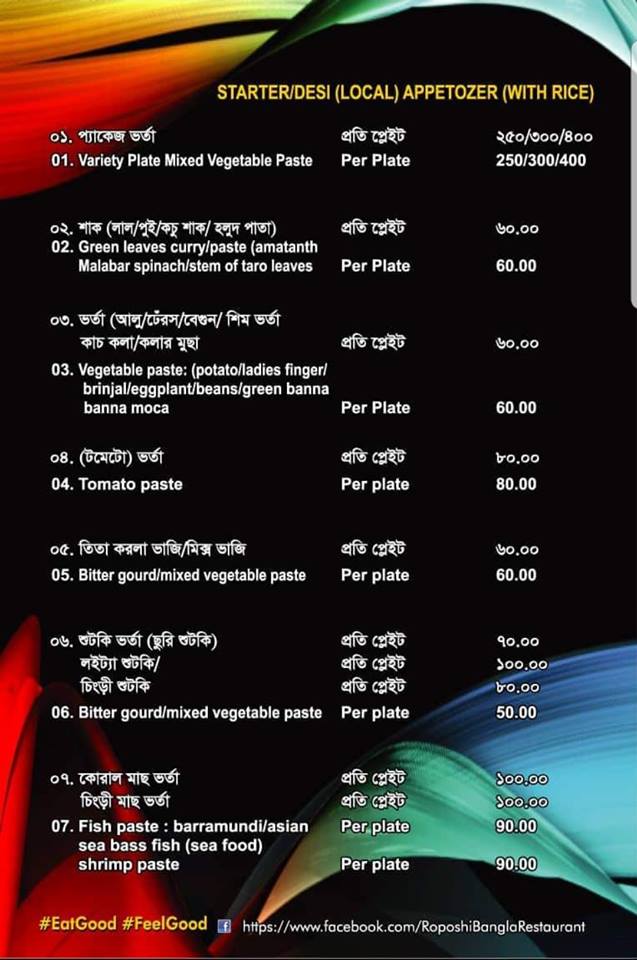 STARTER/DESI (LOCAL) APPETOZER (WITH RICE)
০১. প্যাকেজ ভর্তা প্রতি প্লেইট ২৫০/৩০০/৪০০
01. Variety Plate Mixed Vegetable Paste Per Plate 250/300/400
০২. শাক (লাল/পুই/কচু শাক/ হলুদ পাতা) প্রতি প্লেইট ৬০.০০
02. Green leaves curry/paste (amatanth
Malabar spinach/stem of taro leaves Per Plate 60.00
০৩. ভর্তা (আলু/ঢেঁরস/বেগুন/ শিম ভর্তা
কাচ কলা/কলার মুছা প্রতি প্লেইট ৬০.০০
03. Vegetable paste: (potato/ladies finger/
brinjal/eggplant/beans/green banna
banna moca Per Plate 60.00
০৪. (টমেটো) ভর্তা প্রতি প্লেইট ৮০.০০
04. Tomato paste Per plate 80.00
০৫. তিতা করলা ভাজি/মিক্স ভাজি প্রতি প্লেইট ৬০.০০
05. Bitter gourd/mixed vegetable paste Per plate 60.00
০৬. শুটকি ভর্তা (ছুরি শুটকি) প্রতি প্লেইট ৭০.০০
লইট্যা শুটকি/ প্রতি প্লেইট ১০০.০০
চিংড়ী শুটকি প্রতি প্লেইট ৮০.০০
06. Bitter gourd/mixed vegetable paste Per plate 50.00
০৭. কোরাল মাছ ভর্তা প্রতি প্লেইট ১০০.০০
চিংড়ী মাছ ভর্তা প্রতি প্লেইট ১০০.০০
07. Fish paste : barramundi/asian Per plate 90.00
sea bass fish (sea food)
shrimp paste Per plate 90.00
#EatGood #FeelGood f https://www.facebook.com/RoposhiBanglaRestaurant